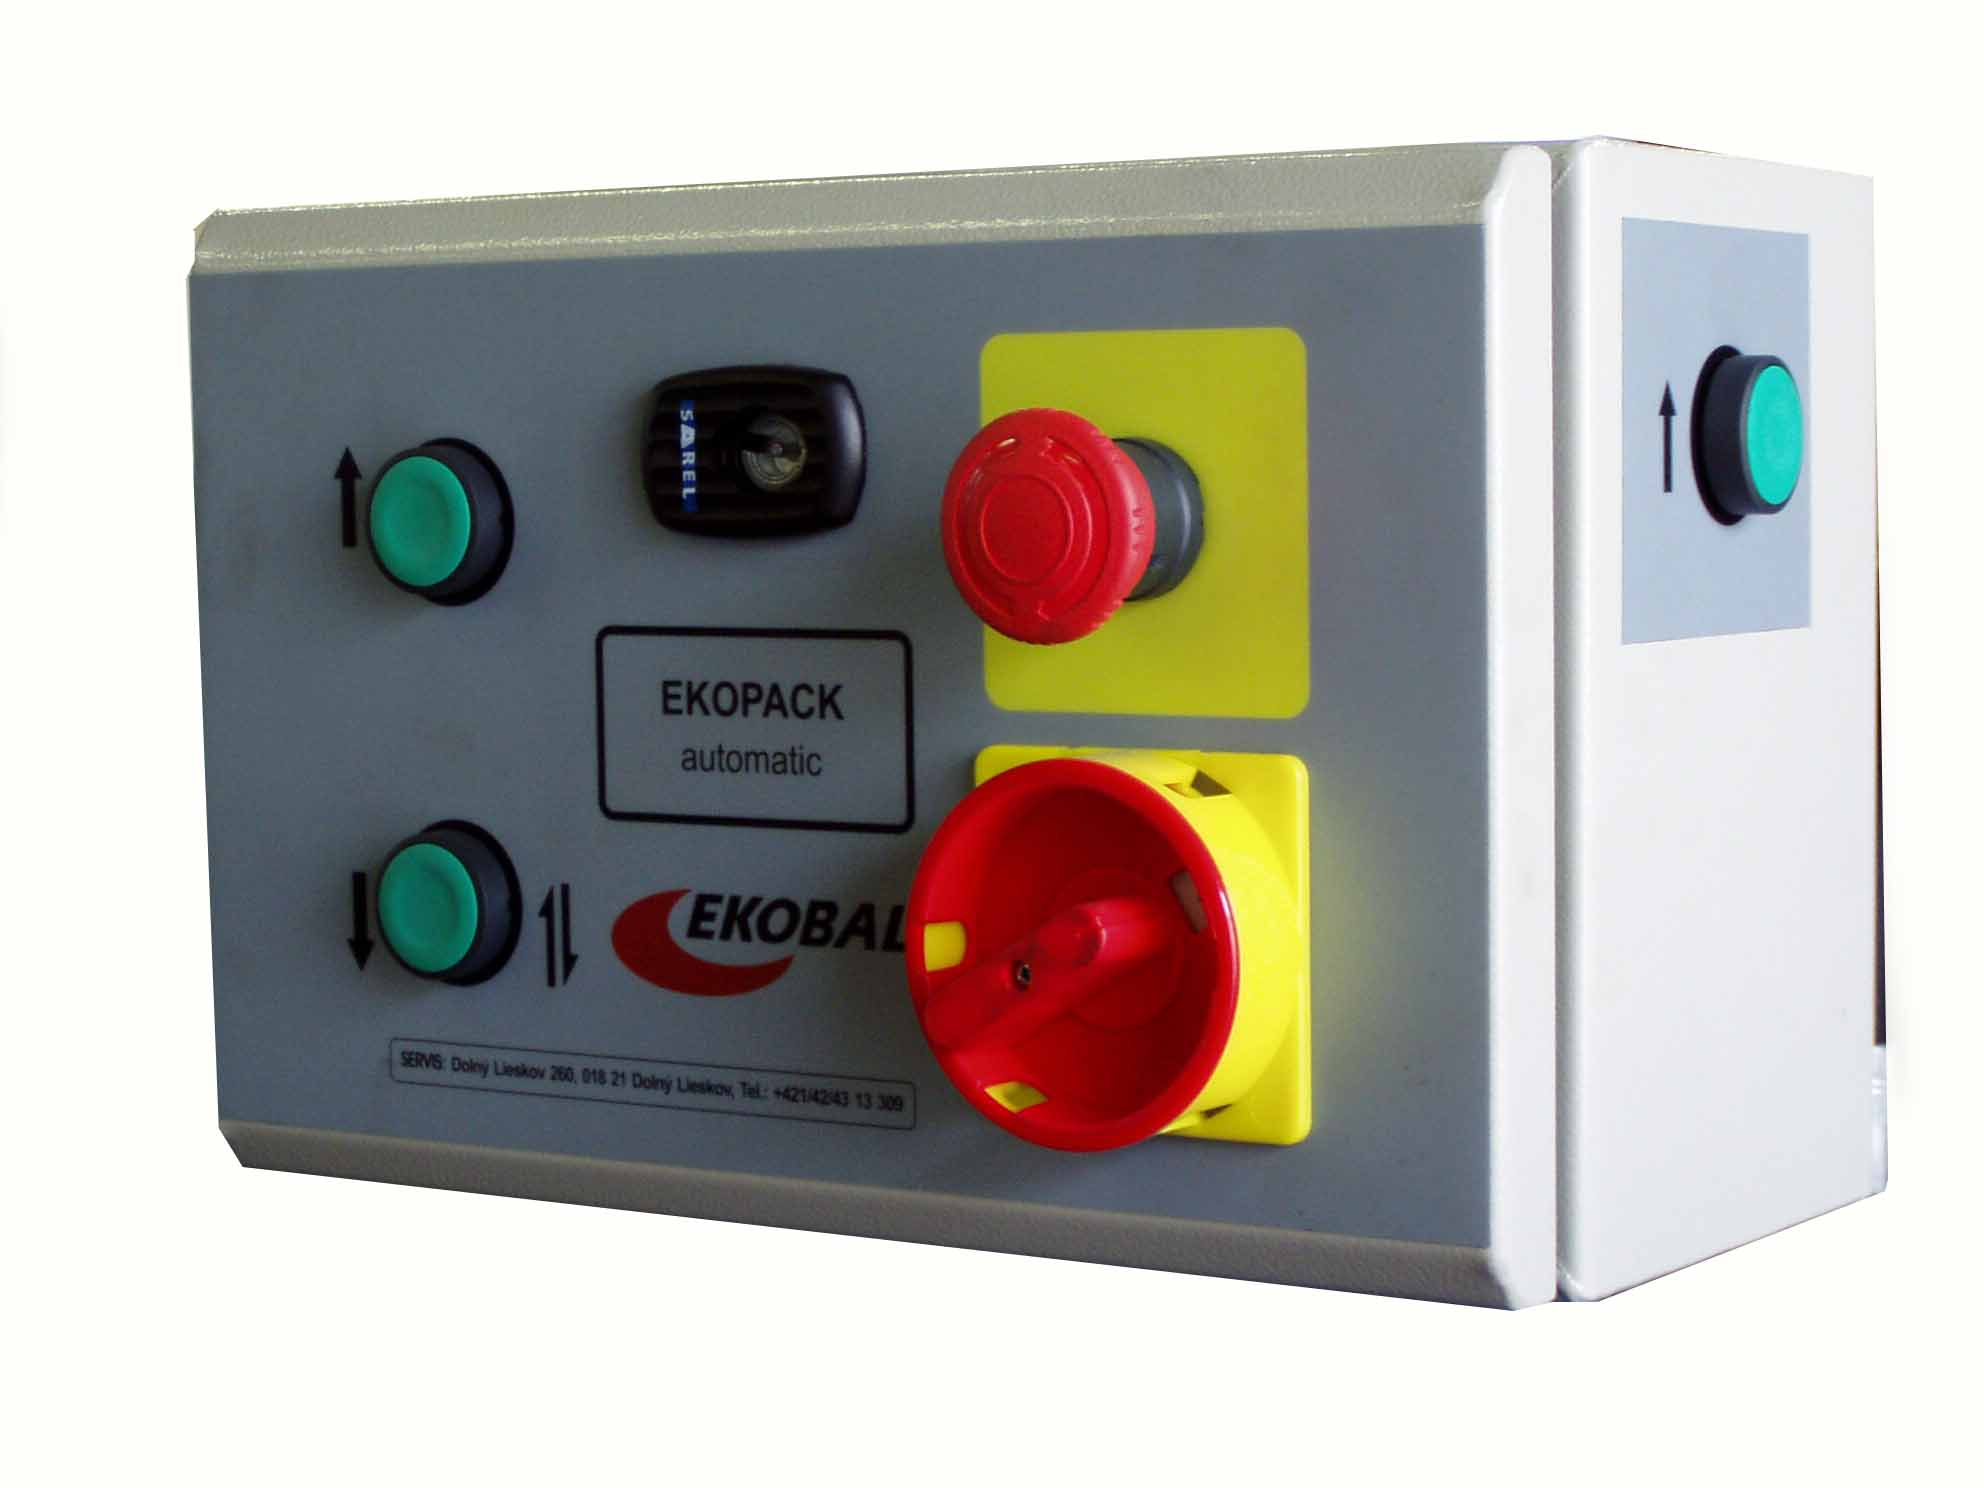 SAREL
EKOPACK
automatic
EKOBAL
SERVIS: Dolný Lieskov 260, 018 21 Dolný Lieskov, Tel.: +421/42/43 13 309